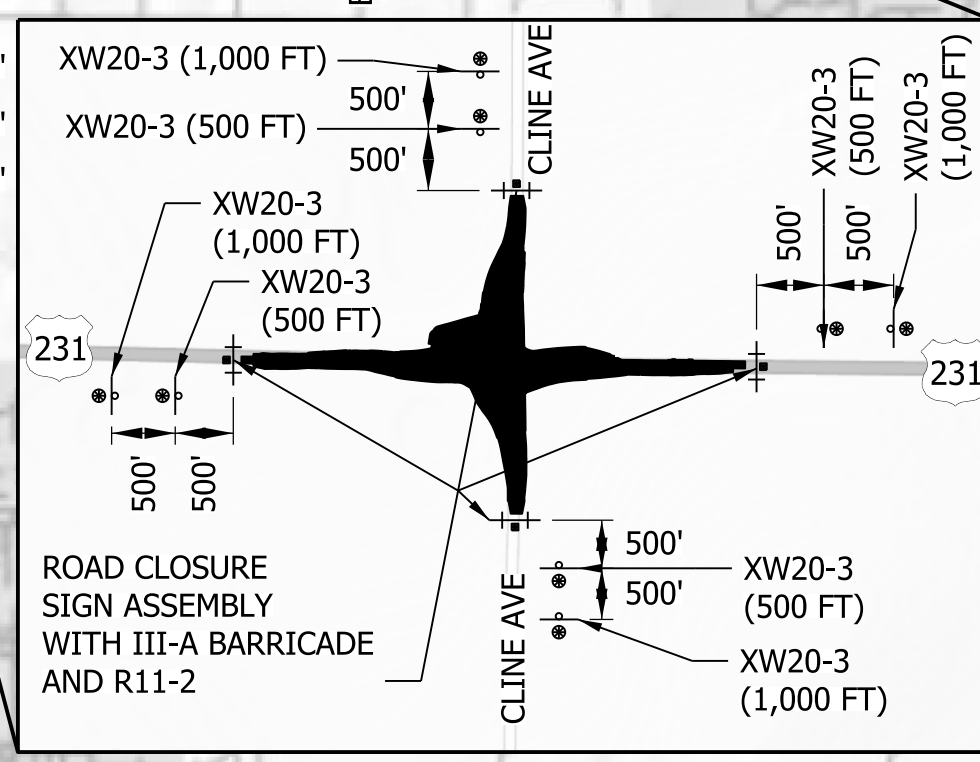 XW20-3 (1,000 FT)
500'
XW20-3 (500 FT)
500'
CLINE AVE
XW20-3
(500 FT)
XW20-3
(1,000 FT)
500'
500'
XW20-3
(1,000 FT)
XW20-3
(500 FT)
231
231
500'
500'
ROAD CLOSURE
SIGN ASSEMBLY
WITH III-A BARRICADE
AND R11-2
CLINE AVE
500'
500'
XW20-3
(500 FT)
XW20-3
(1,000 FT)